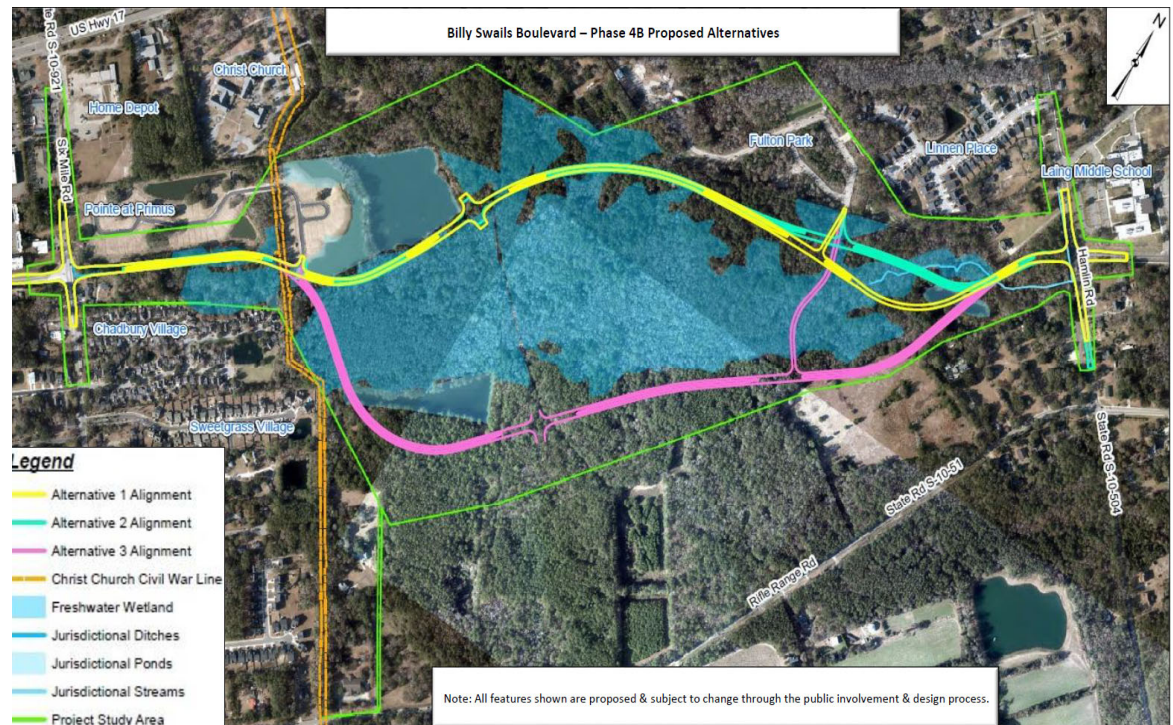 Billy Swails Boulevard – Phase 4B Proposed Alternatives
US Hwy 17
te Rd S-10-921
Christ Church
Home Depot
Six Mile Rd
Pointe at Primus
Fulton Park
Linnen Place
Laing Middle School
Hamlin Rd
Chadbury Village
Sweetgrass Village
State Rd S-10-51
State Rd S-10-504
Rifle Range Rd
Legend
Alternative 1 Alignment
Alternative 2 Alignment
Alternative 3 Alignment
Christ Church Civil War Line
Freshwater Wetland
Jurisdictional Ditches
Jurisdictional Ponds
Jurisdictional Streams
Project Study Area
Note: All features shown are proposed & subject to change through the public involvement & design process.